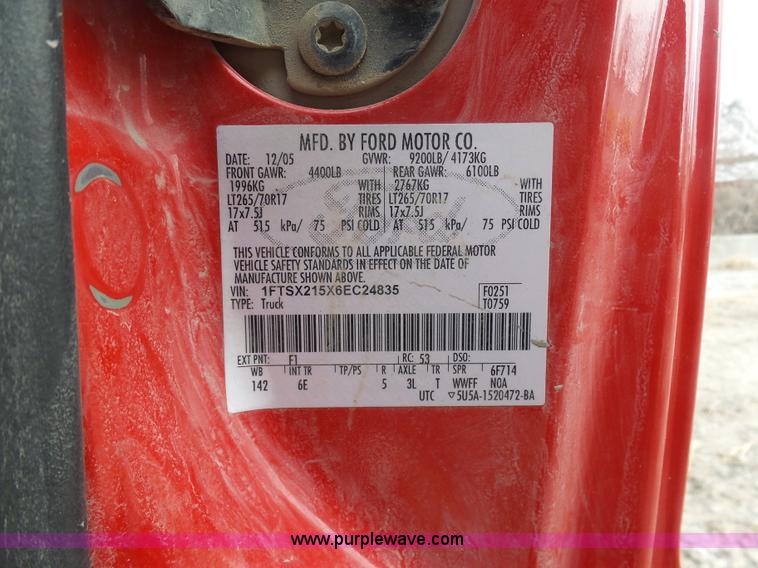 MFD. BY FORD MOTOR CO.
DATE: 12/05 GVWR: 9200LB/ 4173KG
FRONT GAWR: 4400LB REAR GAWR: 6100LB
1996KG WITH 2767KG WITH
LT265/70R17 TIRES LT265/70R17 TIRES
17x7.5J RIMS 17x7.5J RIMS
AT 515 kPa/ 75 PSI COLD AT 515 kPa/ 75 PSI COLD
THIS VEHICLE CONFORMS TO ALL APPLICABLE FEDERAL MOTOR
VEHICLE SAFETY STANDARDS IN EFFECT ON THE DATE OF
MANUFACTURE SHOWN ABOVE.
VIN: 1FTSX215X6EC24835 F0251
TYPE: Truck T0759
EXT PNT: F1 RC: 53 DSO:
WB INT TR TP/PS R AXLE TR SPR 6F714
142 6E 5 3L T WWFF NOA
UTC ▽5U5A-1520472-BA
Ford
www.purplewave.com